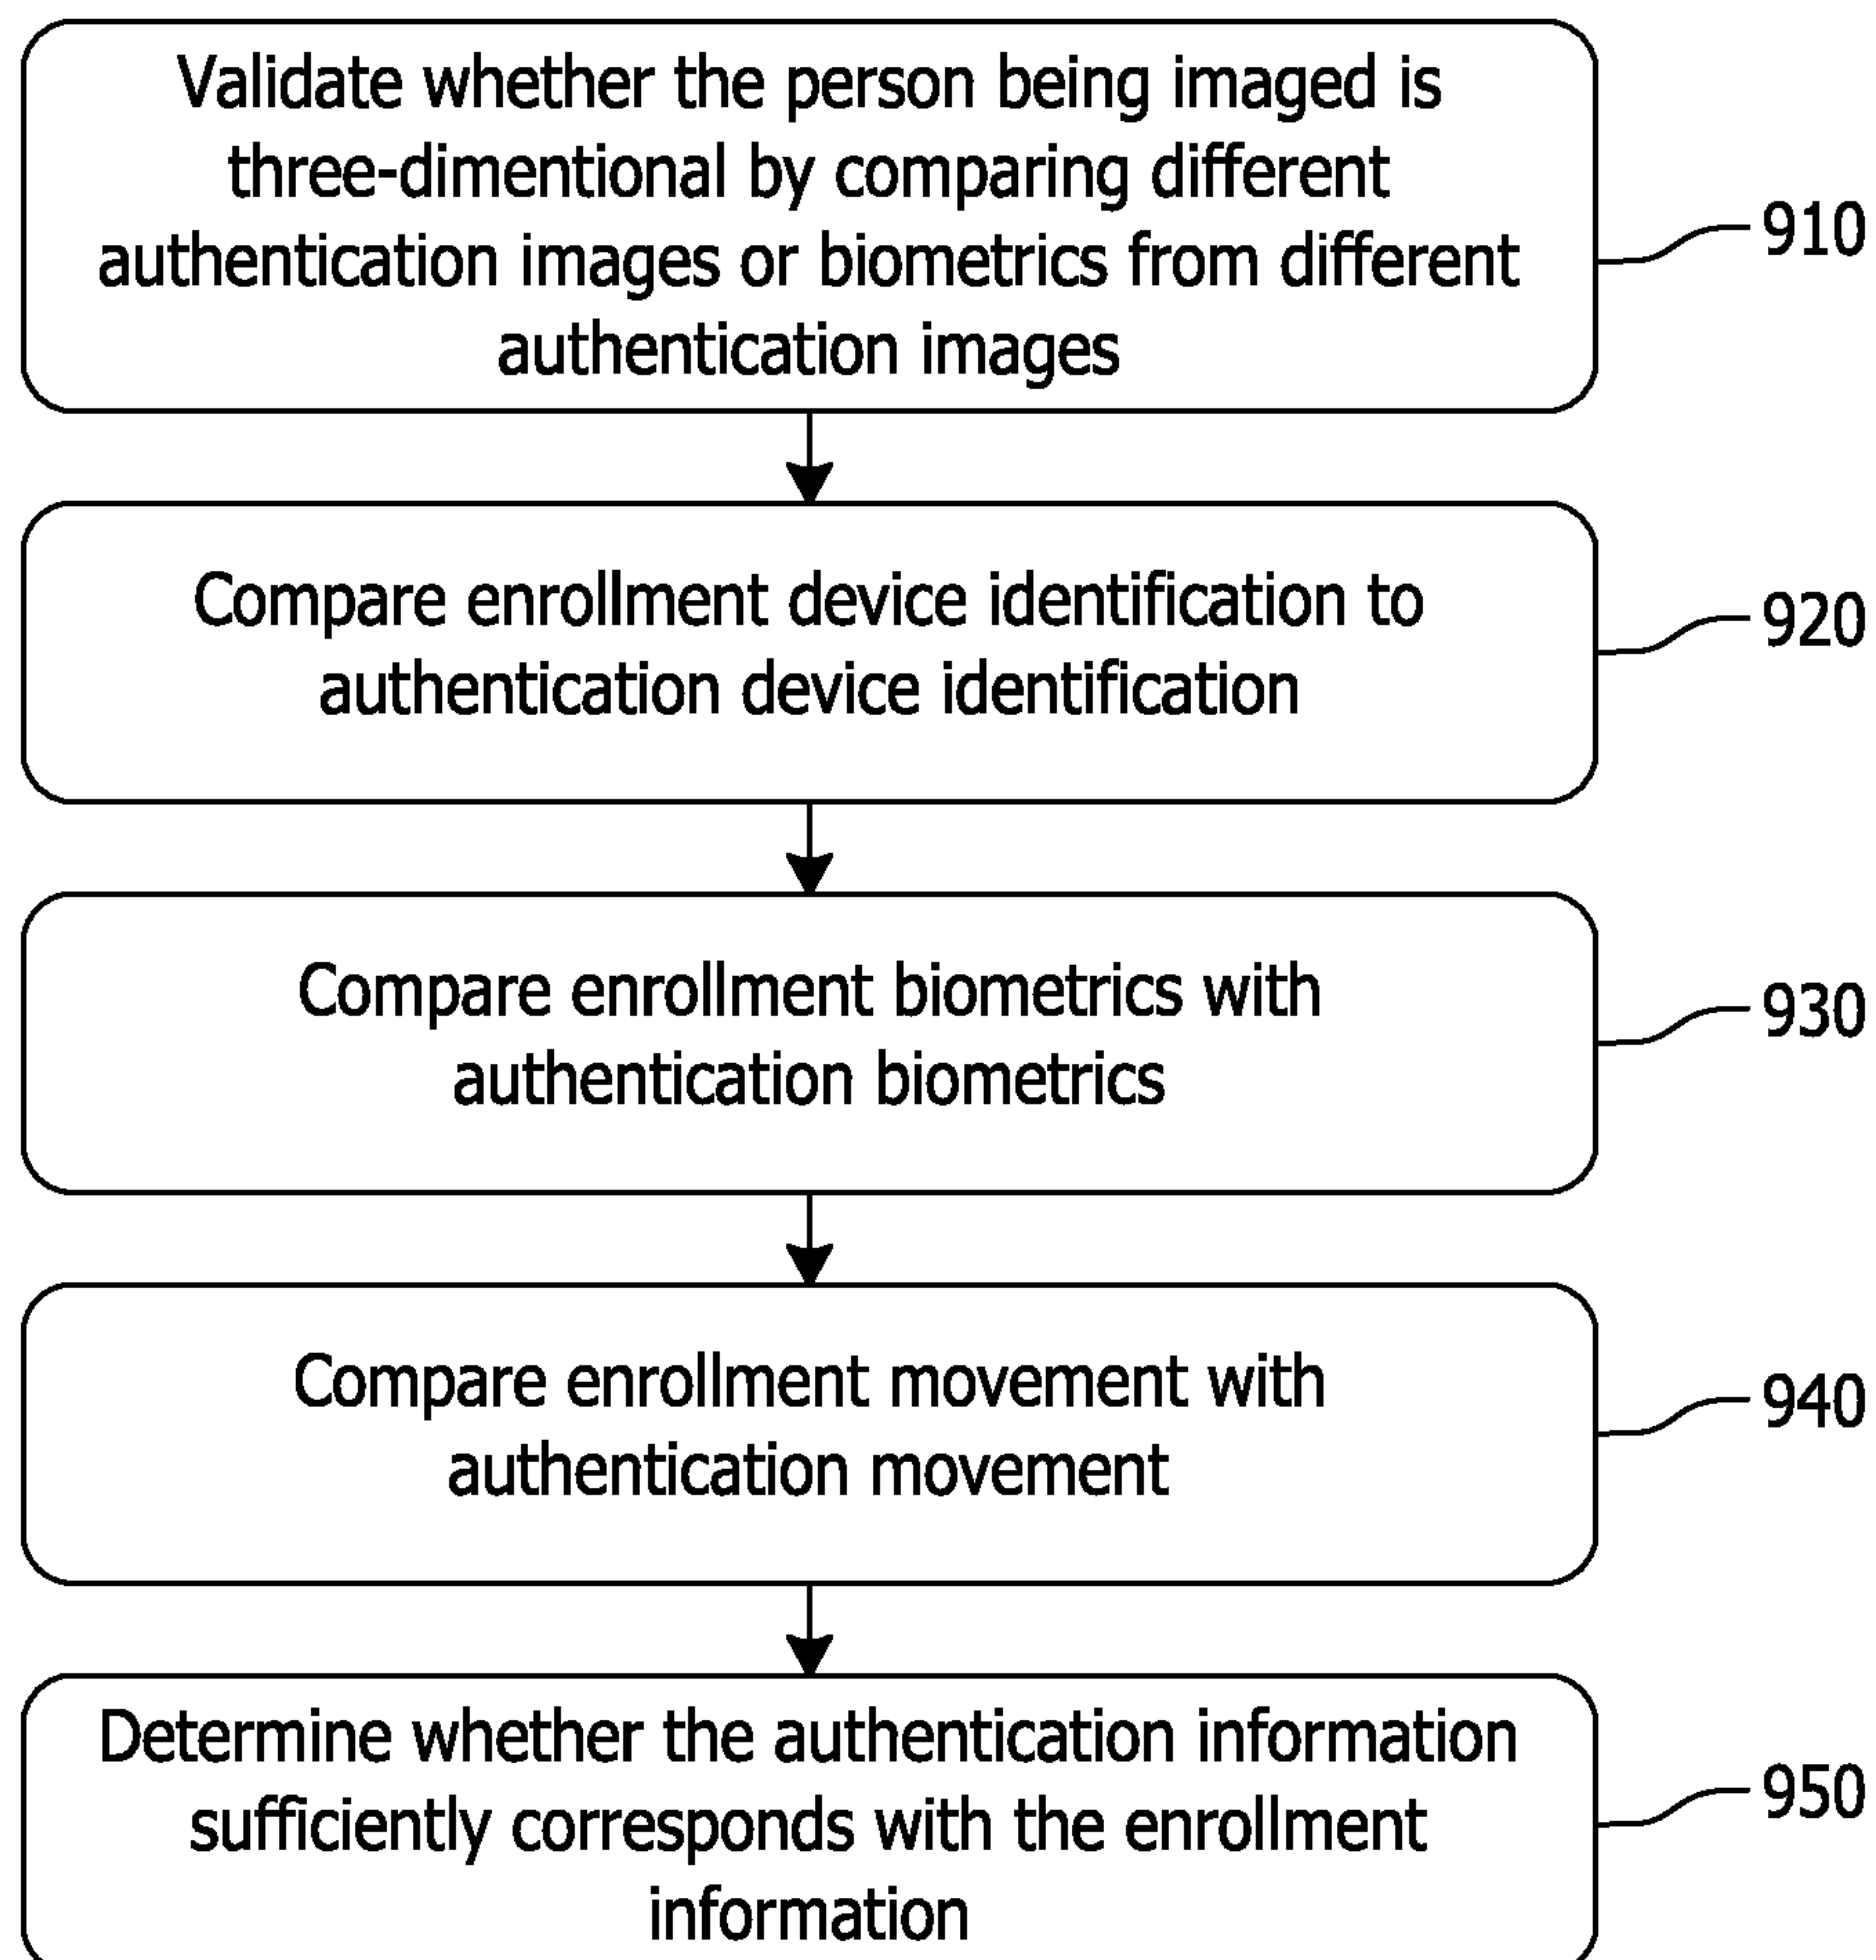 Validate whether the person being imaged is
three-dimentional by comparing different
authentication images or biometrics from different
authentication images
910
Compare enrollment device identification to
authentication device identification
920
Compare enrollment biometrics with
authentication biometrics
930
Compare enrollment movement with
authentication movement
940
Determine whether the authentication information
sufficiently corresponds with the enrollment
information
950